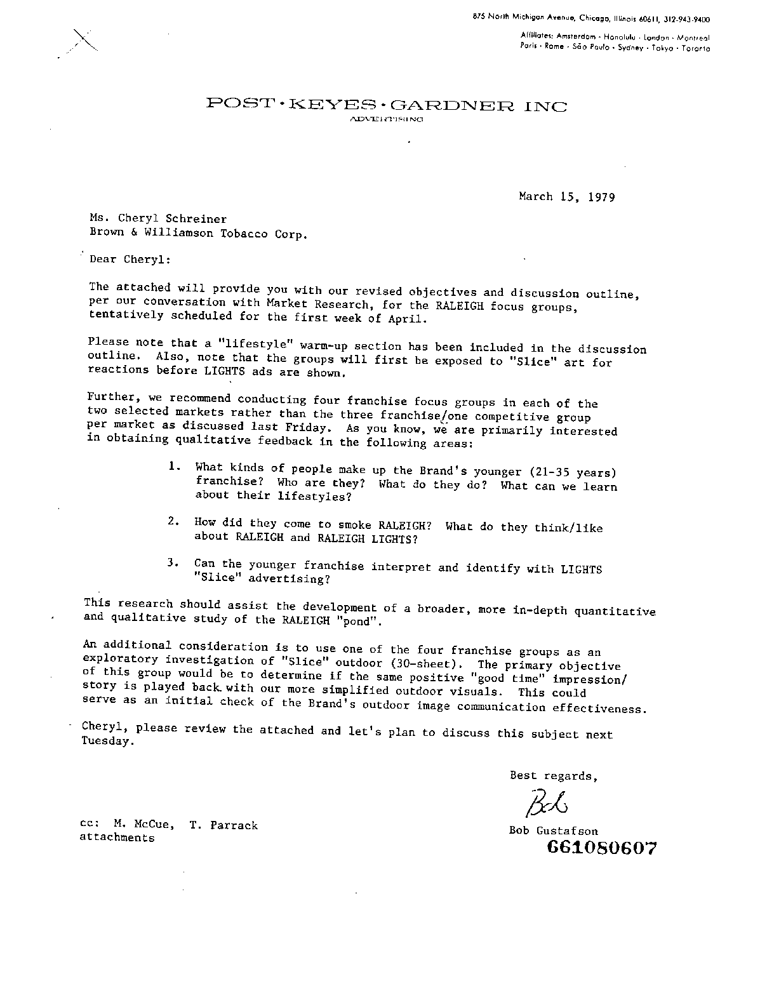 875 North Michigan Avenue, Chicago, Illinois 60611, 312-943-9400
Affiliates: Amsterdam · Honolulu · London · Montreal
Paris · Rome · São Paulo · Sydney · Tokyo · Toronto
POST·KEYES·GARDNER INC
ADVERTISING
March 15, 1979
Ms. Cheryl Schreiner
Brown & Williamson Tobacco Corp.
Dear Cheryl:
The attached will provide you with our revised objectives and discussion outline,
per our conversation with Market Research, for the RALEIGH focus groups,
tentatively scheduled for the first week of April.
Please note that a "lifestyle" warm-up section has been included in the discussion
outline. Also, note that the groups will first be exposed to "Slice" art for
reactions before LIGHTS ads are shown.
Further, we recommend conducting four franchise focus groups in each of the
two selected markets rather than the three franchise/one competitive group
per market as discussed last Friday. As you know, we are primarily interested
in obtaining qualitative feedback in the following areas:
1. What kinds of people make up the Brand's younger (21-35 years)
franchise? Who are they? What do they do? What can we learn
about their lifestyles?
2. How did they come to smoke RALEIGH? What do they think/like
about RALEIGH and RALEIGH LIGHTS?
3. Can the younger franchise interpret and identify with LIGHTS
"Slice" advertising?
This research should assist the development of a broader, more in-depth quantitative
and qualitative study of the RALEIGH "pond".
An additional consideration is to use one of the four franchise groups as an
exploratory investigation of "Slice" outdoor (30-sheet). The primary objective
of this group would be to determine if the same positive "good time" impression/
story is played back with our more simplified outdoor visuals. This could
serve as an initial check of the Brand's outdoor image communication effectiveness.
Cheryl, please review the attached and let's plan to discuss this subject next
Tuesday.
Best regards,
Bob
Bob Gustafson
cc: M. McCue, T. Parrack
attachments
661080607